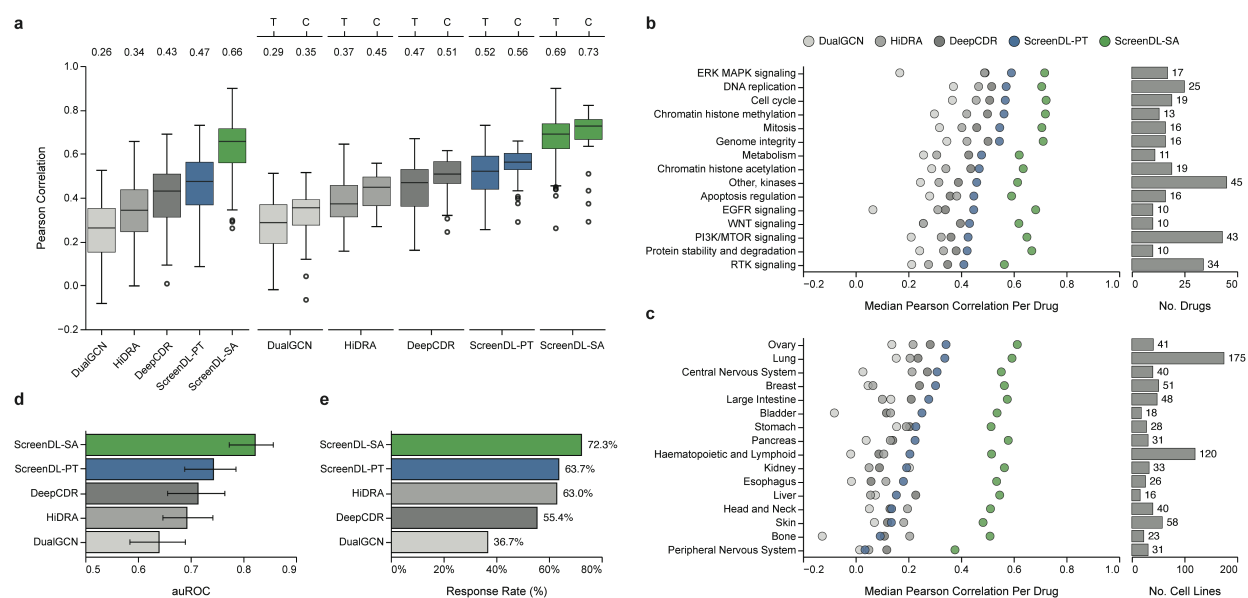 a
T C T C T C T C T C
0.26 0.34 0.43 0.47 0.66 0.29 0.35 0.37 0.45 0.47 0.51 0.52 0.56 0.69 0.73
Pearson Correlation
1.0
0.8
0.6
0.4
0.2
0.0
−0.2
DualGCN HiDRA DeepCDR ScreenDL-PT ScreenDL-SA
DualGCN HiDRA DeepCDR ScreenDL-PT ScreenDL-SA
b
DualGCN HiDRA DeepCDR ScreenDL-PT ScreenDL-SA
ERK MAPK signaling 17
DNA replication 25
Cell cycle 19
Chromatin histone methylation 13
Mitosis 16
Genome integrity 16
Metabolism 11
Chromatin histone acetylation 19
Other, kinases 45
Apoptosis regulation 16
EGFR signaling 10
WNT signaling 10
PI3K/MTOR signaling 43
Protein stability and degradation 10
RTK signaling 34
−0.2 0.0 0.2 0.4 0.6 0.8 1.0 0 25 50
Median Pearson Correlation Per Drug No. Drugs
c
Ovary 41
Lung 175
Central Nervous System 40
Breast 51
Large Intestine 48
Bladder 18
Stomach 28
Pancreas 31
Haematopoietic and Lymphoid 120
Kidney 33
Esophagus 26
Liver 16
Head and Neck 40
Skin 58
Bone 23
Peripheral Nervous System 31
−0.2 0.0 0.2 0.4 0.6 0.8 1.0 0 100 200
Median Pearson Correlation Per Drug No. Cell Lines
d
ScreenDL-SA
ScreenDL-PT
DeepCDR
HiDRA
DualGCN
0.5 0.6 0.7 0.8 0.9
auROC
e
ScreenDL-SA 72.3%
ScreenDL-PT 63.7%
HiDRA 63.0%
DeepCDR 55.4%
DualGCN 36.7%
0% 20% 40% 60% 80%
Response Rate (%)